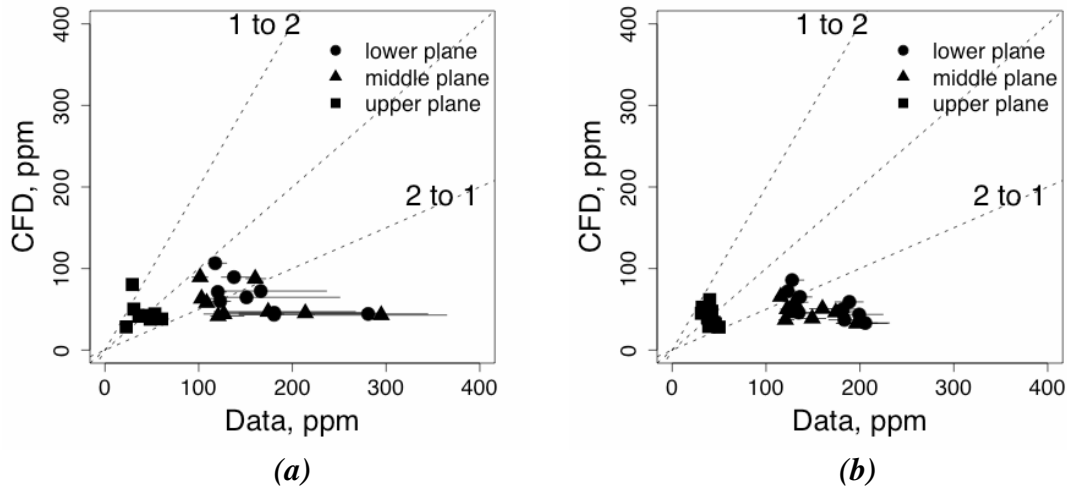 1 to 2
lower plane
middle plane
upper plane
2 to 1
CFD, ppm
0 100 200 300 400
0 100 200 300 400
Data, ppm
(a)
1 to 2
lower plane
middle plane
upper plane
2 to 1
CFD, ppm
0 100 200 300 400
0 100 200 300 400
Data, ppm
(b)